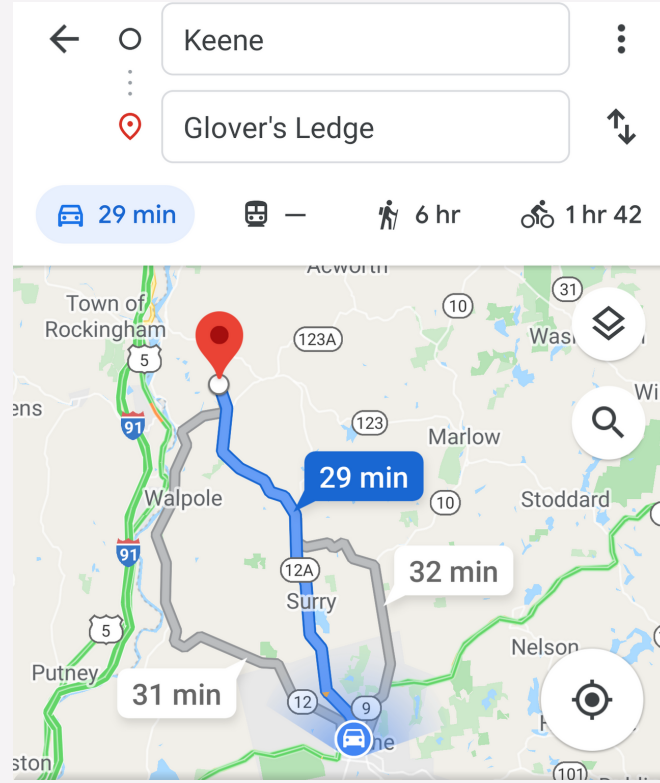 Keene
Glover's Ledge
29 min
—
6 hr
1 hr 42
Acworth
31
Town of
Rockingham
10
123A
5
91
123
Marlow
29 min
Walpole
10
Stoddard
91
12A
32 min
Surry
5
Nelson
Putney
31 min
12
9
101